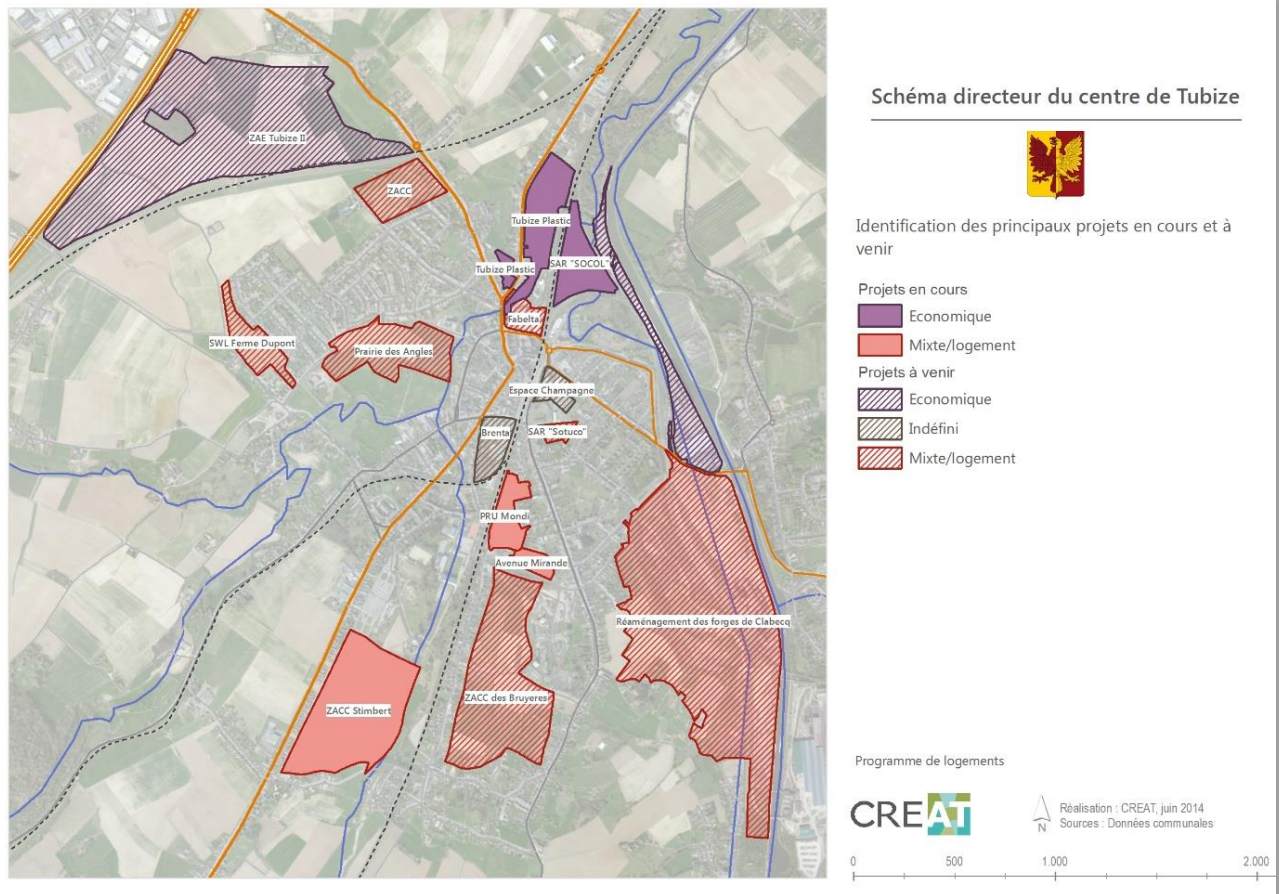 Schéma directeur du centre de Tubize
Identification des principaux projets en cours et à
venir
Projets en cours
Economique
Mixte/logement
Projets à venir
Economique
Indéfini
Mixte/logement
ZAE Tubize II
ZACC
Tubize Plastic
SAR "SOCOL"
Tubize Plastic
Fabelta
SWL Ferme Dupont
Prairie des Angles
Espace Champagne
Brenta
SAR "Sotuco"
PRU Mondi
Avenue Mirande
Réaménagement des forges de Clabecq
ZACC des Bruyeres
ZACC Stimbert
Programme de logements
CREAT
N
Réalisation : CREAT, juin 2014
Sources : Données communales
0 500 1.000 2.000